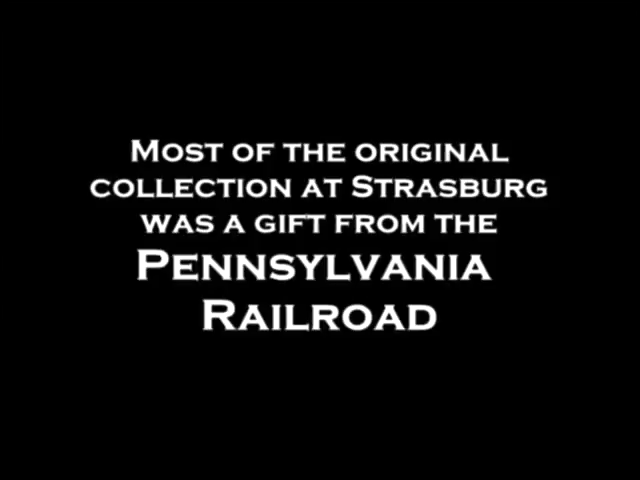 Most of the original
collection at Strasburg
was a gift from the
Pennsylvania
Railroad